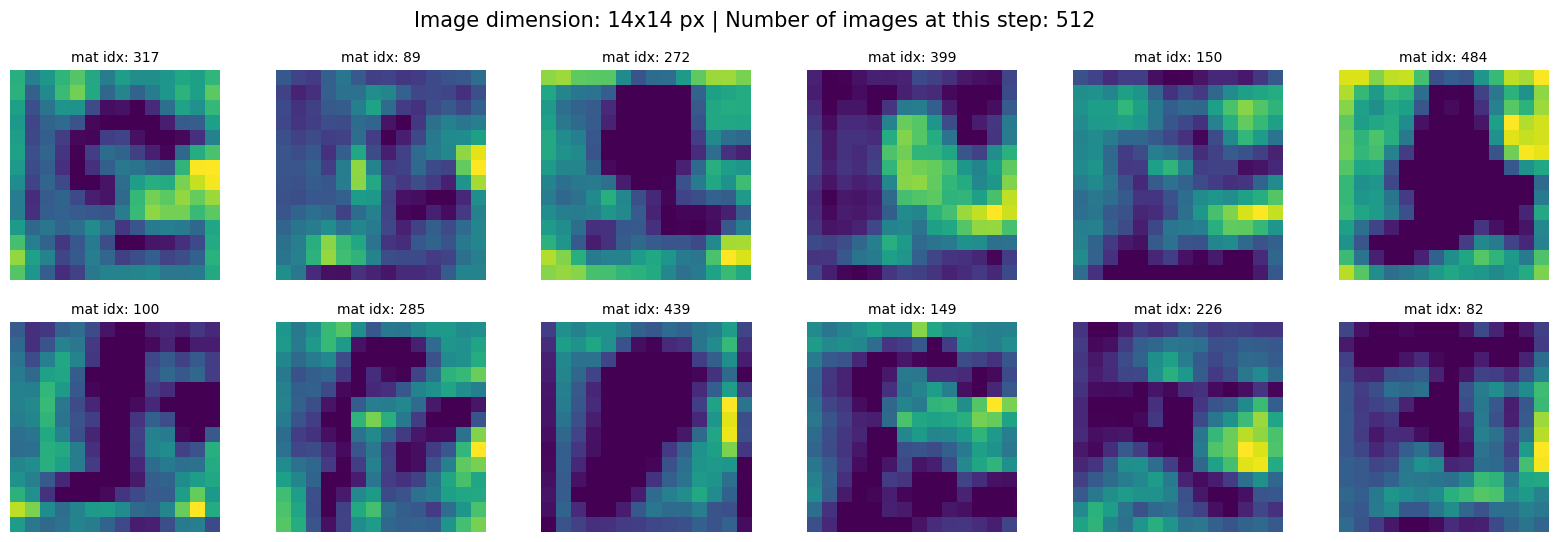 Image dimension: 14x14 px | Number of images at this step: 512
mat idx: 317
mat idx: 89
mat idx: 272
mat idx: 399
mat idx: 150
mat idx: 484
mat idx: 100
mat idx: 285
mat idx: 439
mat idx: 149
mat idx: 226
mat idx: 82